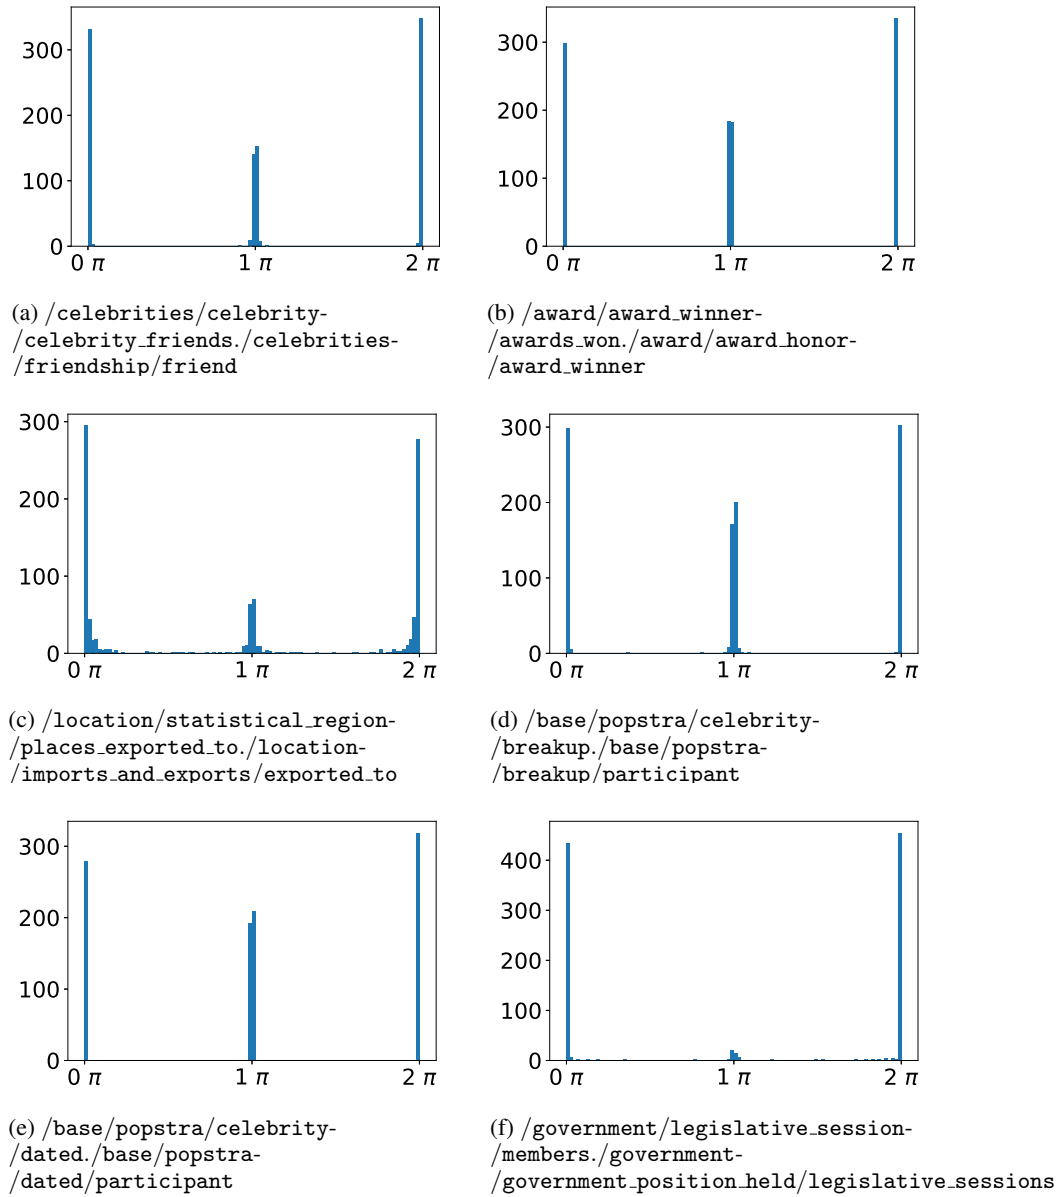 300
200
100
0
0 π 1 π 2 π
(a) /celebrities/celebrity-
/celebrity_friends./celebrities-
/friendship/friend
300
200
100
0
0 π 1 π 2 π
(b) /award/award_winner-
/awards_won./award/award_honor-
/award_winner
300
200
100
0
0 π 1 π 2 π
(c) /location/statistical_region-
/places_exported_to./location-
/imports_and_exports/exported_to
300
200
100
0
0 π 1 π 2 π
(d) /base/popstra/celebrity-
/breakup./base/popstra-
/breakup/participant
300
200
100
0
0 π 1 π 2 π
(e) /base/popstra/celebrity-
/dated./base/popstra-
/dated/participant
400
300
200
100
0
0 π 1 π 2 π
(f) /government/legislative_session-
/members./government-
/government_position_held/legislative_sessions